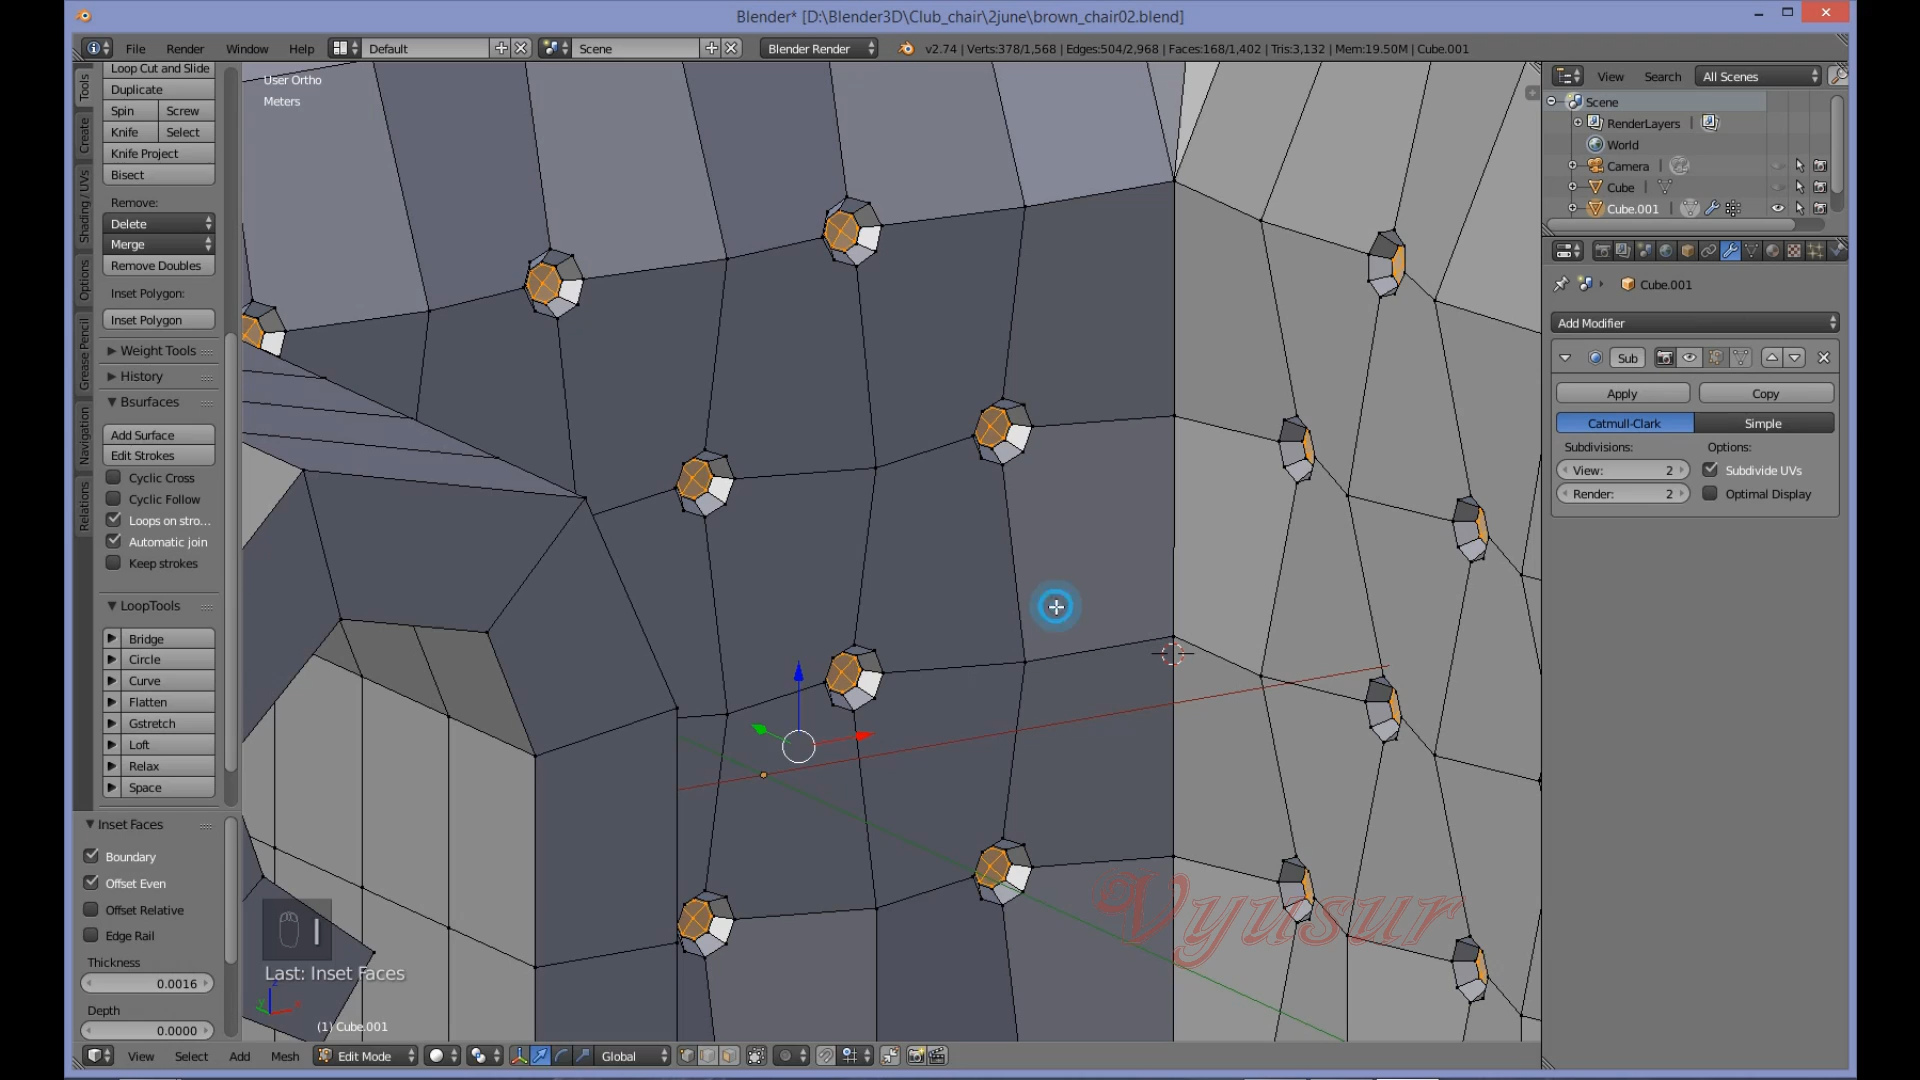 Blender* [D:\Blender3D\Club_chair\2june\brown_chair02.blend]
File Render Window Help Default Scene Blender Render v2.74 | Verts:378/1,568 | Edges:504/2,968 | Faces:168/1,402 | Tris:3,132 | Mem:19.50M | Cube.001
Tools
Create
Shading / UVs
Options
Grease Pencil
Navigation
Relations
Loop Cut and Slide
Duplicate
Spin Screw
Knife Select
Knife Project
Bisect
Remove:
Delete
Merge
Remove Doubles
Inset Polygon:
Inset Polygon
Weight Tools
History
Bsurfaces
Add Surface
Edit Strokes
Cyclic Cross
Cyclic Follow
Loops on stro...
Automatic join
Keep strokes
LoopTools
Bridge
Circle
Curve
Flatten
Gstretch
Loft
Relax
Space
Inset Faces
Boundary
Offset Even
Offset Relative
Edge Rail
Thickness
0.0016
Depth
0.0000
User Ortho
Meters
I
Last: Inset Faces
(1) Cube.001
Vyusur
View Select Add Mesh Edit Mode Global
View Search All Scenes
Scene
RenderLayers
World
Camera
Cube
Cube.001
Cube.001
Add Modifier
Sub
Apply Copy
Catmull-Clark Simple
Subdivisions: Options:
View: 2 Subdivide UVs
Render: 2 Optimal Display